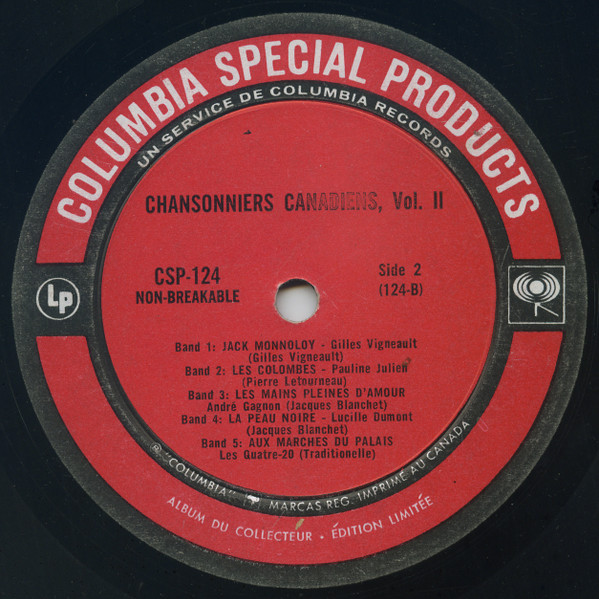 COLUMBIA SPECIAL PRODUCTS
UN SERVICE DE COLUMBIA RECORDS
CHANSONNIERS CANADIENS, Vol. II
CSP-124
NON-BREAKABLE
Side 2
(124-B)
LP
Band 1: JACK MONNOLOY - Gilles Vigneault
(Gilles Vigneault)
Band 2: LES COLOMBES - Pauline Julien
(Pierre Letourneau)
Band 3: LES MAINS PLEINES D'AMOUR
André Gagnon (Jacques Blanchet)
Band 4: LA PEAU NOIRE - Lucille Dumont
(Jacques Blanchet)
Band 5: AUX MARCHES DU PALAIS
Les Quatre-20 (Traditionelle)
® "COLUMBIA" MARCAS REG. IMPRIMÉ AU CANADA
ALBUM DU COLLECTEUR • ÉDITION LIMITÉE